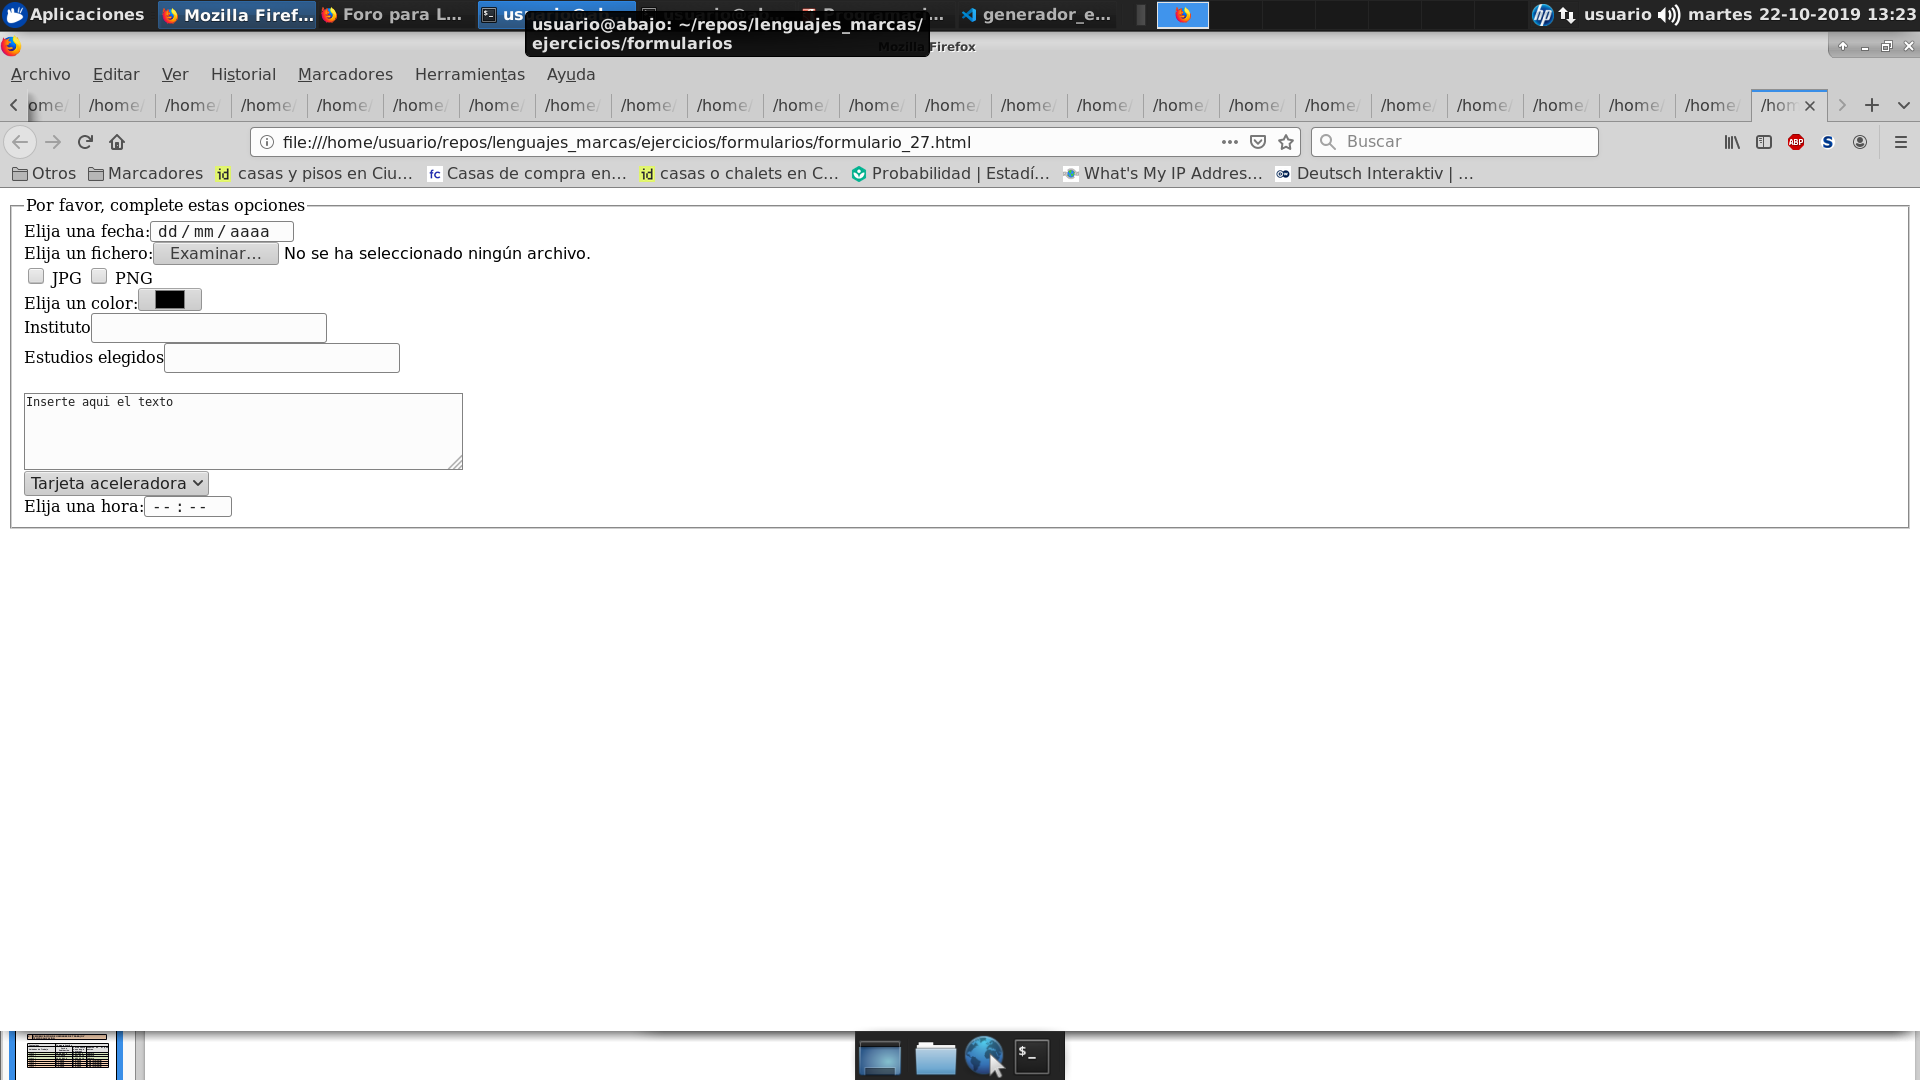 Aplicaciones Mozilla Firef... Foro para L... generador_e... usuario martes 22-10-2019 13:23
usuario@abajo: ~/repos/lenguajes_marcas/
ejercicios/formularios
Mozilla Firefox
Archivo Editar Ver Historial Marcadores Herramientas Ayuda
ome/ /home/ /home/ /home/ /home/ /home/ /home/ /home/ /home/ /home/ /home/ /home/ /home/ /home/ /home/ /home/ /home/ /home/ /home/ /home/ /home/ /home/ /home/ /hom
file:///home/usuario/repos/lenguajes_marcas/ejercicios/formularios/formulario_27.html Buscar ABP S
Otros Marcadores id casas y pisos en Ciu... fc Casas de compra en... id casas o chalets en C... Probabilidad | Estadí... What's My IP Addres... Deutsch Interaktiv | ...
Por favor, complete estas opciones
Elija una fecha: dd / mm / aaaa
Elija un fichero: Examinar... No se ha seleccionado ningún archivo.
JPG PNG
Elija un color:
Instituto
Estudios elegidos
Inserte aqui el texto
Tarjeta aceleradora
Elija una hora: -- : --
$_